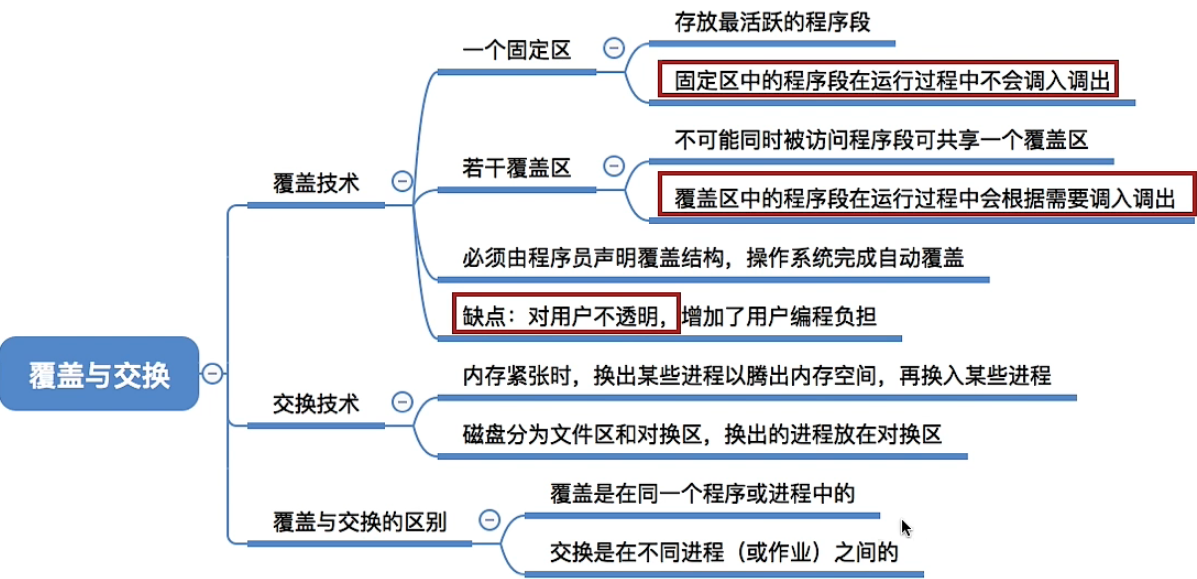 存放最活跃的程序段
一个固定区
固定区中的程序段在运行过程中不会调入调出
不可能同时被访问程序段可共享一个覆盖区
若干覆盖区
覆盖技术
覆盖区中的程序段在运行过程中会根据需要调入调出
必须由程序员声明覆盖结构，操作系统完成自动覆盖
缺点：对用户不透明，增加了用户编程负担
覆盖与交换
内存紧张时，换出某些进程以腾出内存空间，再换入某些进程
交换技术
磁盘分为文件区和对换区，换出的进程放在对换区
覆盖是在同一个程序或进程中的
覆盖与交换的区别
交换是在不同进程（或作业）之间的